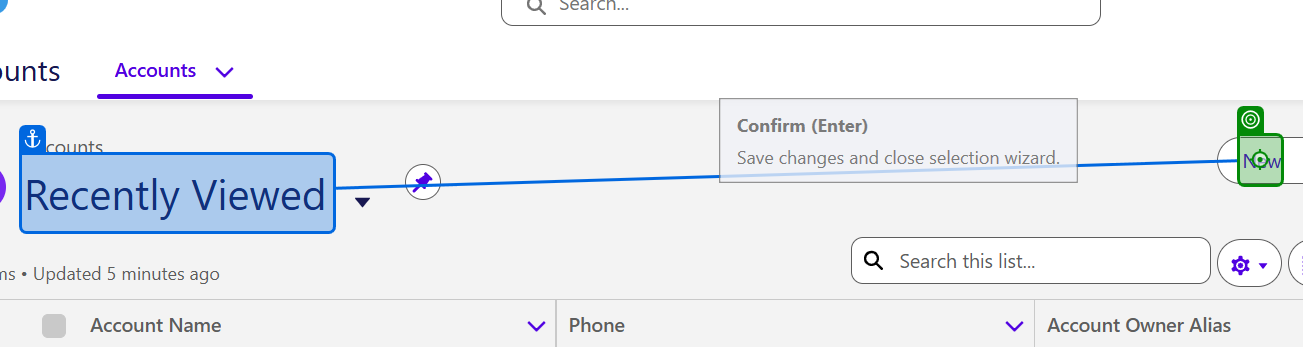 Search...
ounts
Accounts
counts
Confirm (Enter)
Save changes and close selection wizard.
New
Recently Viewed
ms • Updated 5 minutes ago
Search this list...
Account Name
Phone
Account Owner Alias